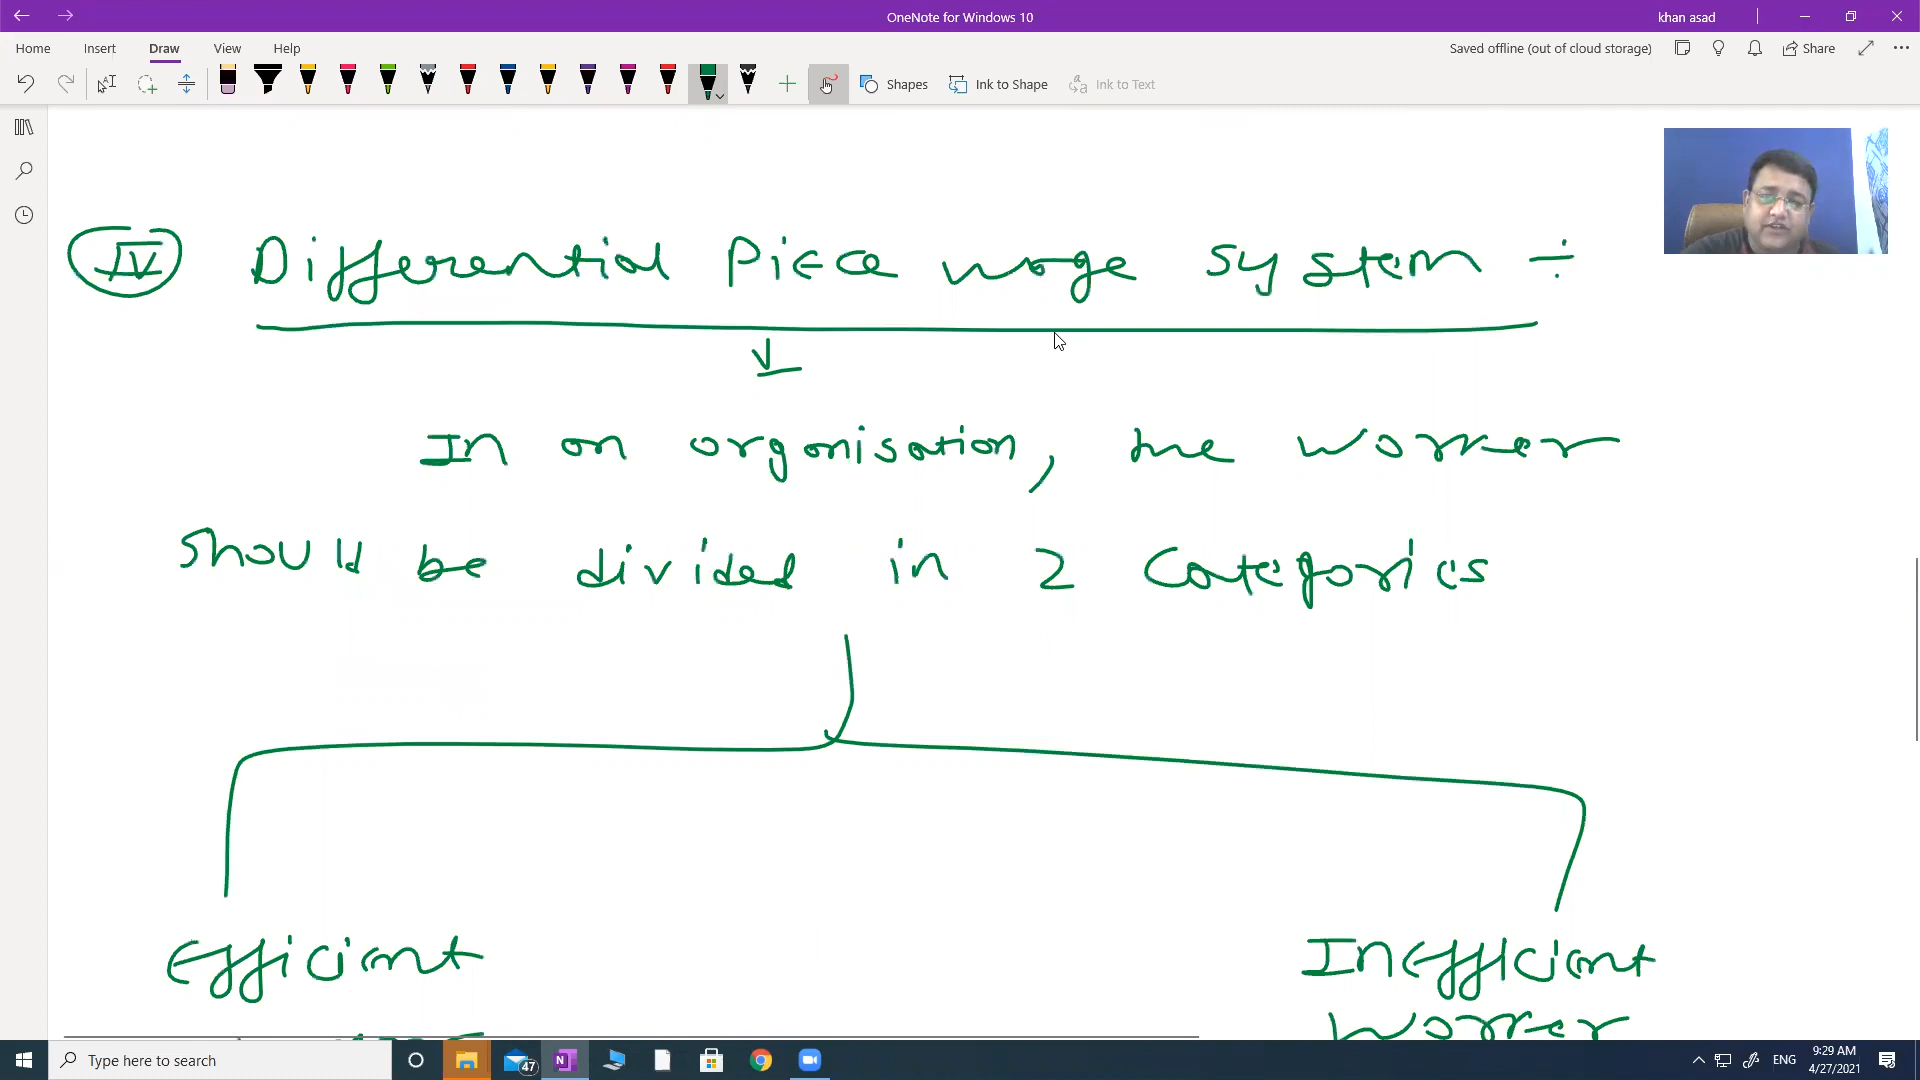 OneNote for Windows 10
khan asad
Home Insert Draw View Help
Saved offline (out of cloud storage)
Share
Shapes
Ink to Shape
Ink to Text
IV Differential Piece wage System ÷
In an organisation, the worker
should be divided in 2 Categories
Efficient
Inefficient
Worker
Type here to search
47
ENG
9:29 AM
4/27/2021